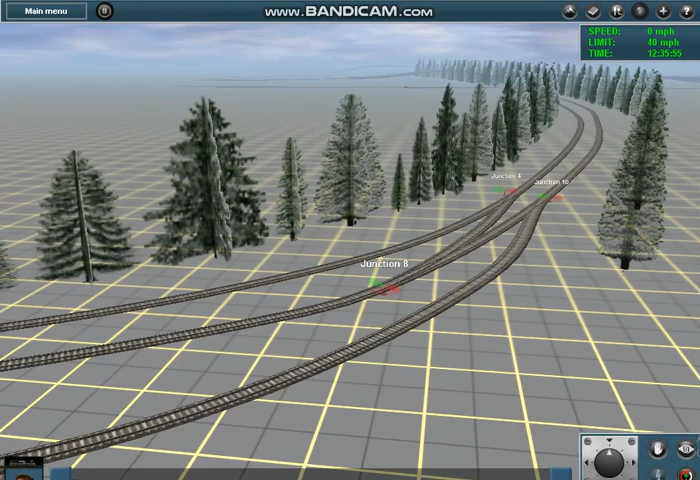 Main menu
www.BANDICAM.com
SPEED: 0 mph
LIMIT: 40 mph
TIME: 12:35:55
Junction 4
Junction 10
Junction 8